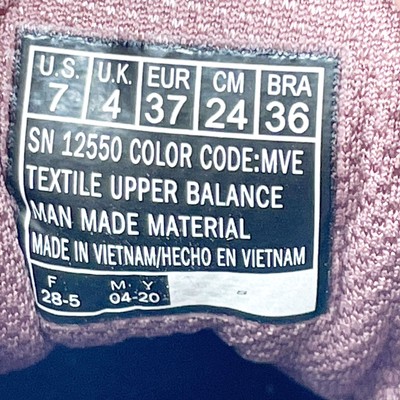 U.S. U.K. EUR CM BRA
7 4 37 24 36
SN 12550 COLOR CODE:MVE
TEXTILE UPPER BALANCE
MAN MADE MATERIAL
MADE IN VIETNAM/HECHO EN VIETNAM
F M Y
28-5 04-20